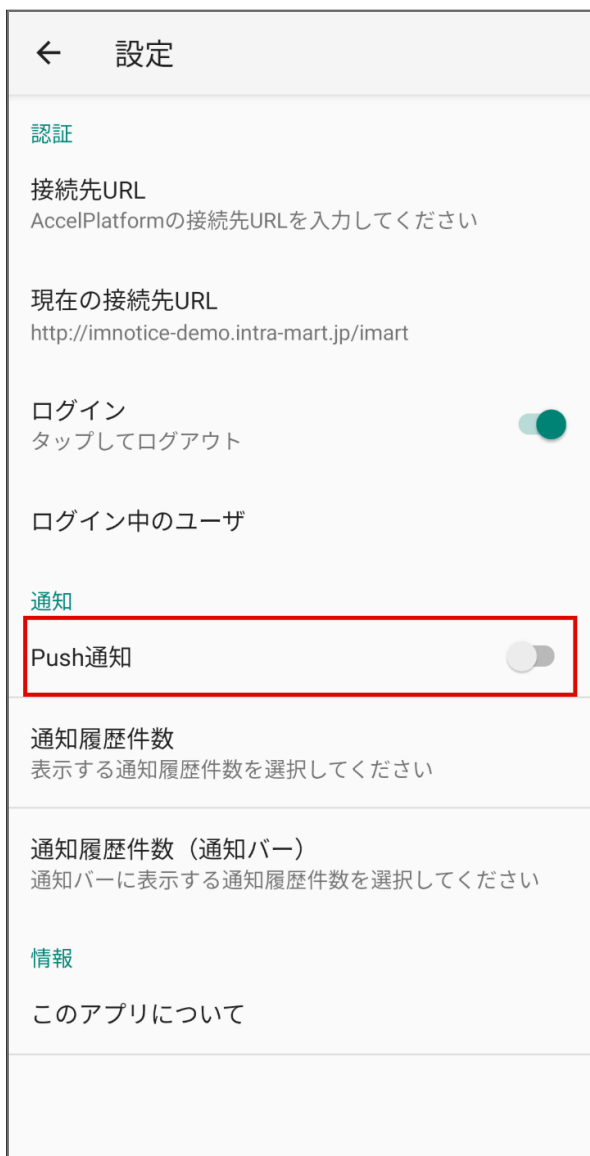 設定
認証
接続先URL
AccelPlatformの接続先URLを入力してください
現在の接続先URL
http://imnotice-demo.intra-mart.jp/imart
ログイン
タップしてログアウト
ログイン中のユーザ
通知
Push通知
通知履歴件数
表示する通知履歴件数を選択してください
通知履歴件数（通知バー）
通知バーに表示する通知履歴件数を選択してください
情報
このアプリについて